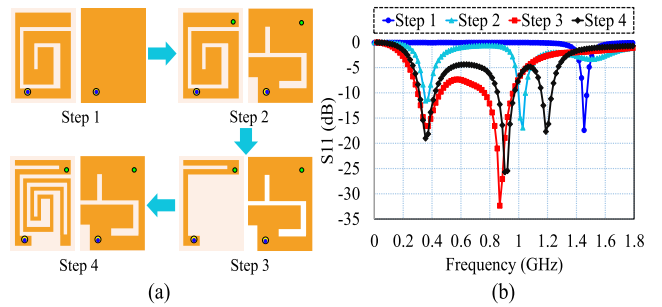 (a)
Step 1
Step 2
Step 4
Step 3
Step 1 Step 2 Step 3 Step 4
S11 (dB)
0
-5
-10
-15
-20
-25
-30
-35
0 0.2 0.4 0.6 0.8 1 1.2 1.4 1.6 1.8
Frequency (GHz)
(a) (b)